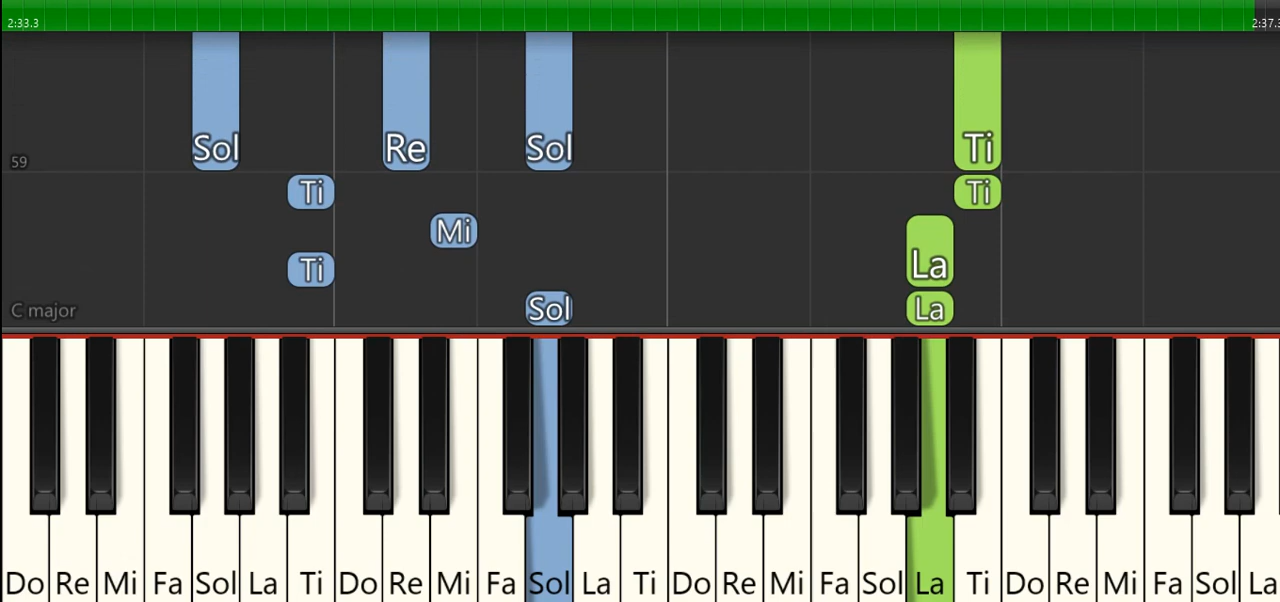 2:33.3 2:37.
Sol Re Sol Ti
59
Ti Ti
Mi
La
Ti
Sol La
C major
Do Re Mi Fa Sol La Ti Do Re Mi Fa Sol La Ti Do Re Mi Fa Sol La Ti Do Re Mi Fa Sol La